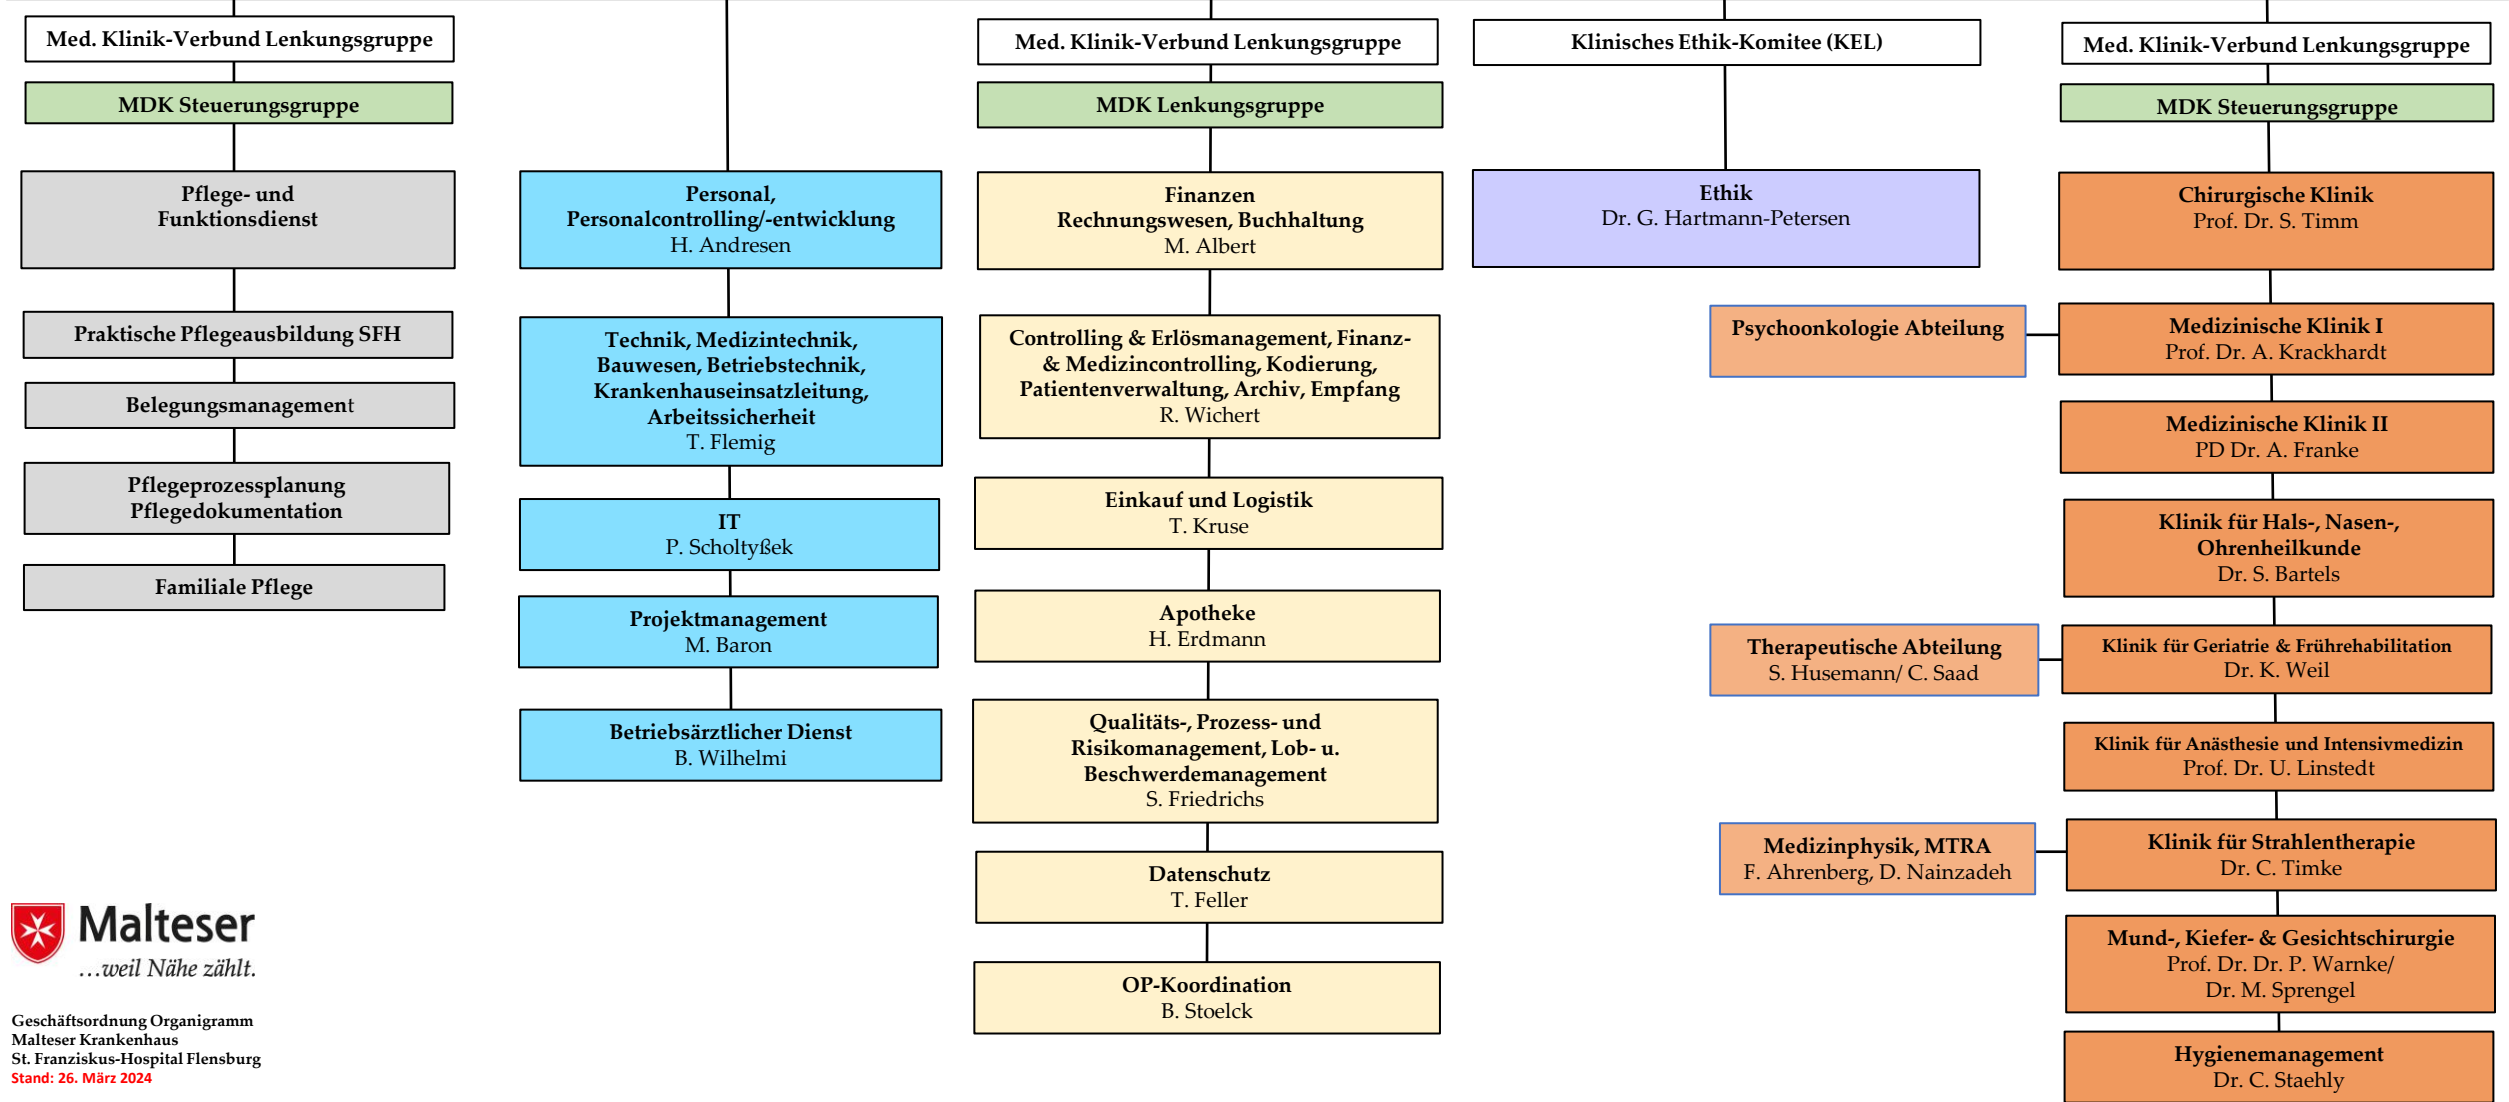 Med. Klinik-Verbund Lenkungsgruppe
MDK Steuerungsgruppe
Pflege- und
Funktionsdienst
Praktische Pflegeausbildung SFH
Belegungsmanagement
Pflegeprozessplanung
Pflegedokumentation
Familiale Pflege
Personal,
Personalcontrolling/-entwicklung
H. Andresen
Technik, Medizintechnik,
Bauwesen, Betriebstechnik,
Krankenhauseinsatzleitung,
Arbeitssicherheit
T. Flemig
IT
P. Scholtyßek
Projektmanagement
M. Baron
Betriebsärztlicher Dienst
B. Wilhelmi
Med. Klinik-Verbund Lenkungsgruppe
MDK Lenkungsgruppe
Finanzen
Rechnungswesen, Buchhaltung
M. Albert
Controlling & Erlösmanagement, Finanz-
& Medizincontrolling, Kodierung,
Patientenverwaltung, Archiv, Empfang
R. Wichert
Einkauf und Logistik
T. Kruse
Apotheke
H. Erdmann
Qualitäts-, Prozess- und
Risikomanagement, Lob- u.
Beschwerdemanagement
S. Friedrichs
Datenschutz
T. Feller
OP-Koordination
B. Stoelck
Klinisches Ethik-Komitee (KEL)
Ethik
Dr. G. Hartmann-Petersen
Med. Klinik-Verbund Lenkungsgruppe
MDK Steuerungsgruppe
Chirurgische Klinik
Prof. Dr. S. Timm
Psychoonkologie Abteilung
Medizinische Klinik I
Prof. Dr. A. Krackhardt
Medizinische Klinik II
PD Dr. A. Franke
Klinik für Hals-, Nasen-,
Ohrenheilkunde
Dr. S. Bartels
Therapeutische Abteilung
S. Husemann/ C. Saad
Klinik für Geriatrie & Frührehabilitation
Dr. K. Weil
Klinik für Anästhesie und Intensivmedizin
Prof. Dr. U. Linstedt
Medizinphysik, MTRA
F. Ahrenberg, D. Nainzadeh
Klinik für Strahlentherapie
Dr. C. Timke
Mund-, Kiefer- & Gesichtschirurgie
Prof. Dr. Dr. P. Warnke/
Dr. M. Sprengel
Hygienemanagement
Dr. C. Staehly
Malteser
...weil Nähe zählt.
Geschäftsordnung Organigramm
Malteser Krankenhaus
St. Franziskus-Hospital Flensburg
Stand: 26. März 2024